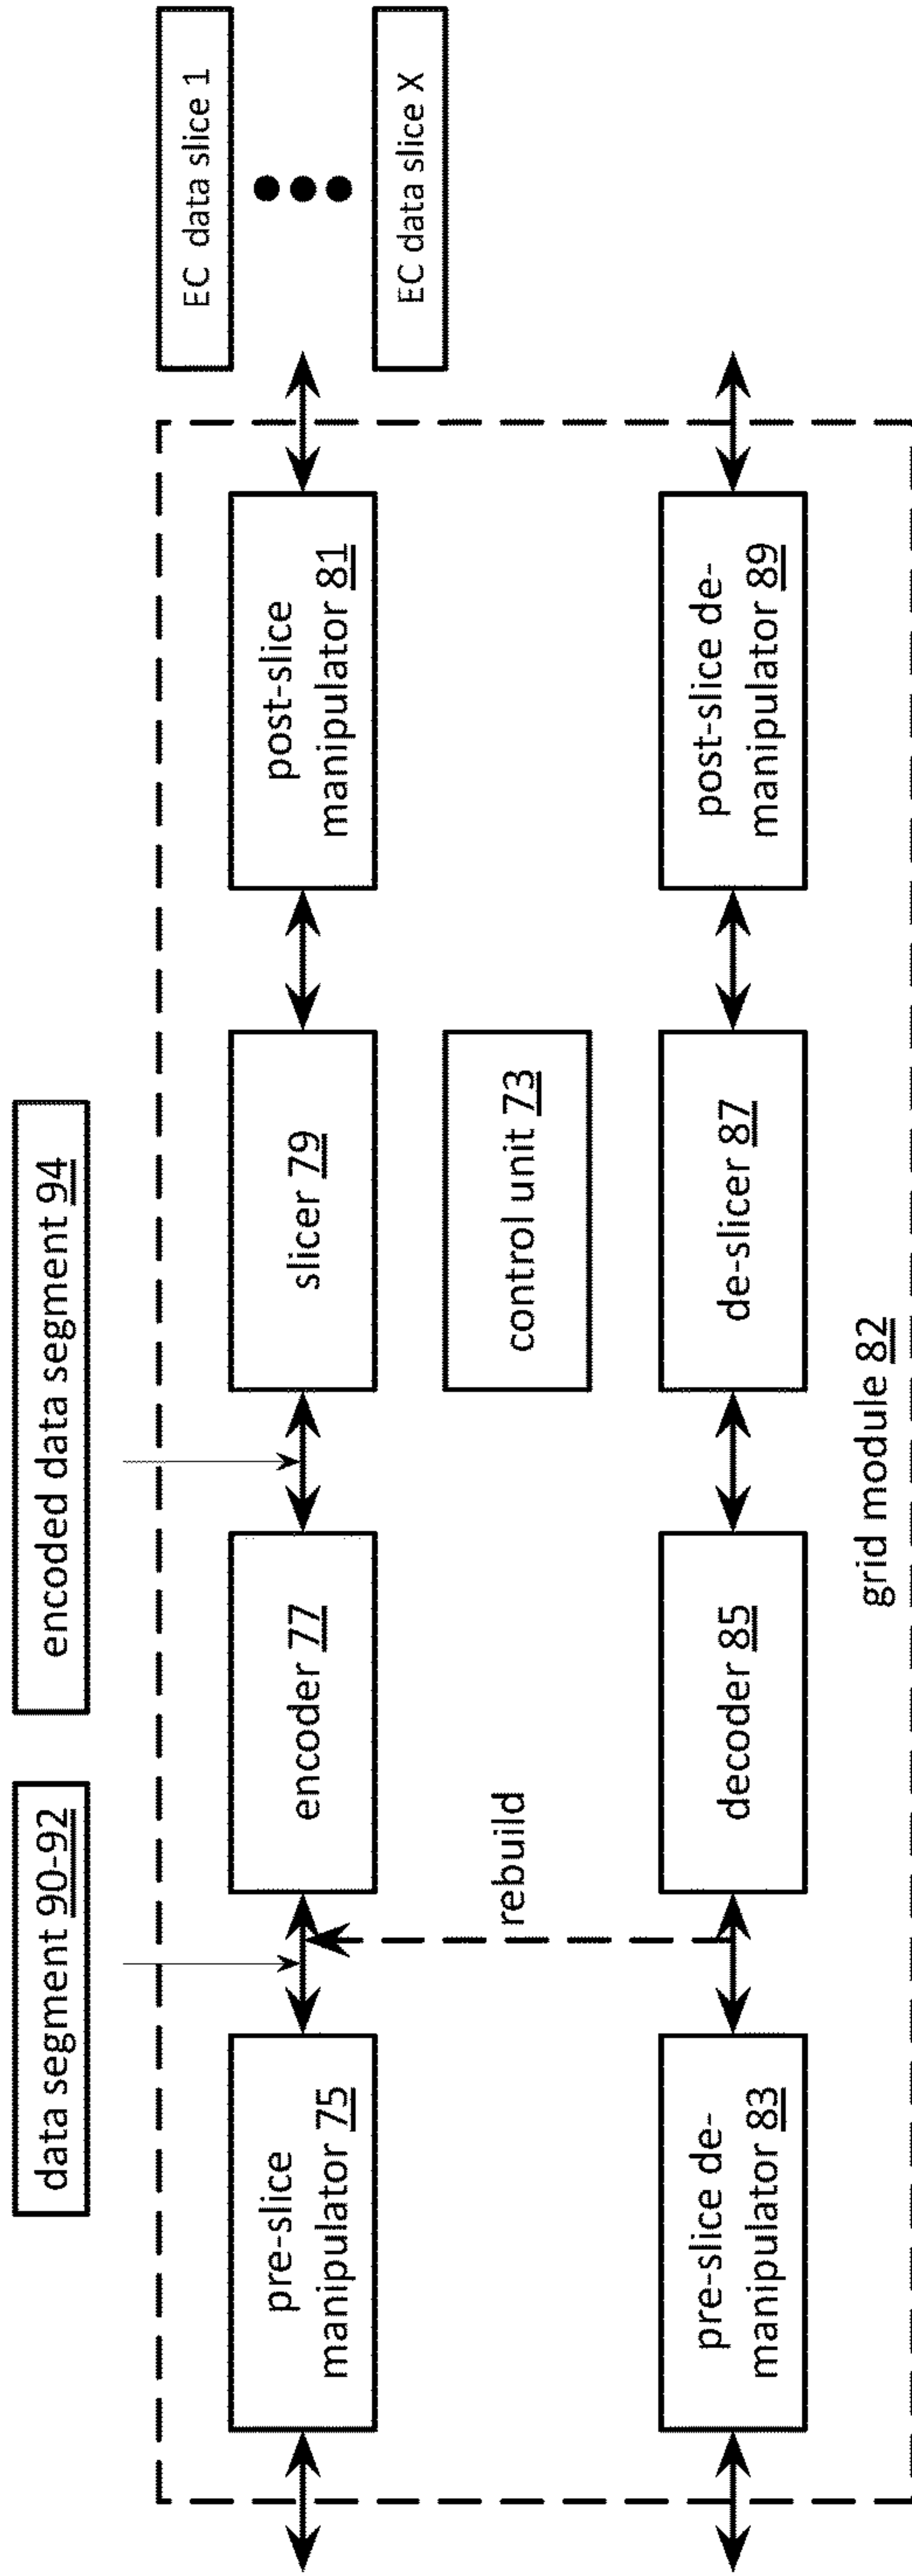 data segment 90-92
encoded data segment 94
EC data slice 1
EC data slice X
pre-slice
manipulator 75
encoder 77
slicer 79
post-slice
manipulator 81
rebuild
control unit 73
pre-slice de-
manipulator 83
decoder 85
de-slicer 87
post-slice de-
manipulator 89
grid module 82